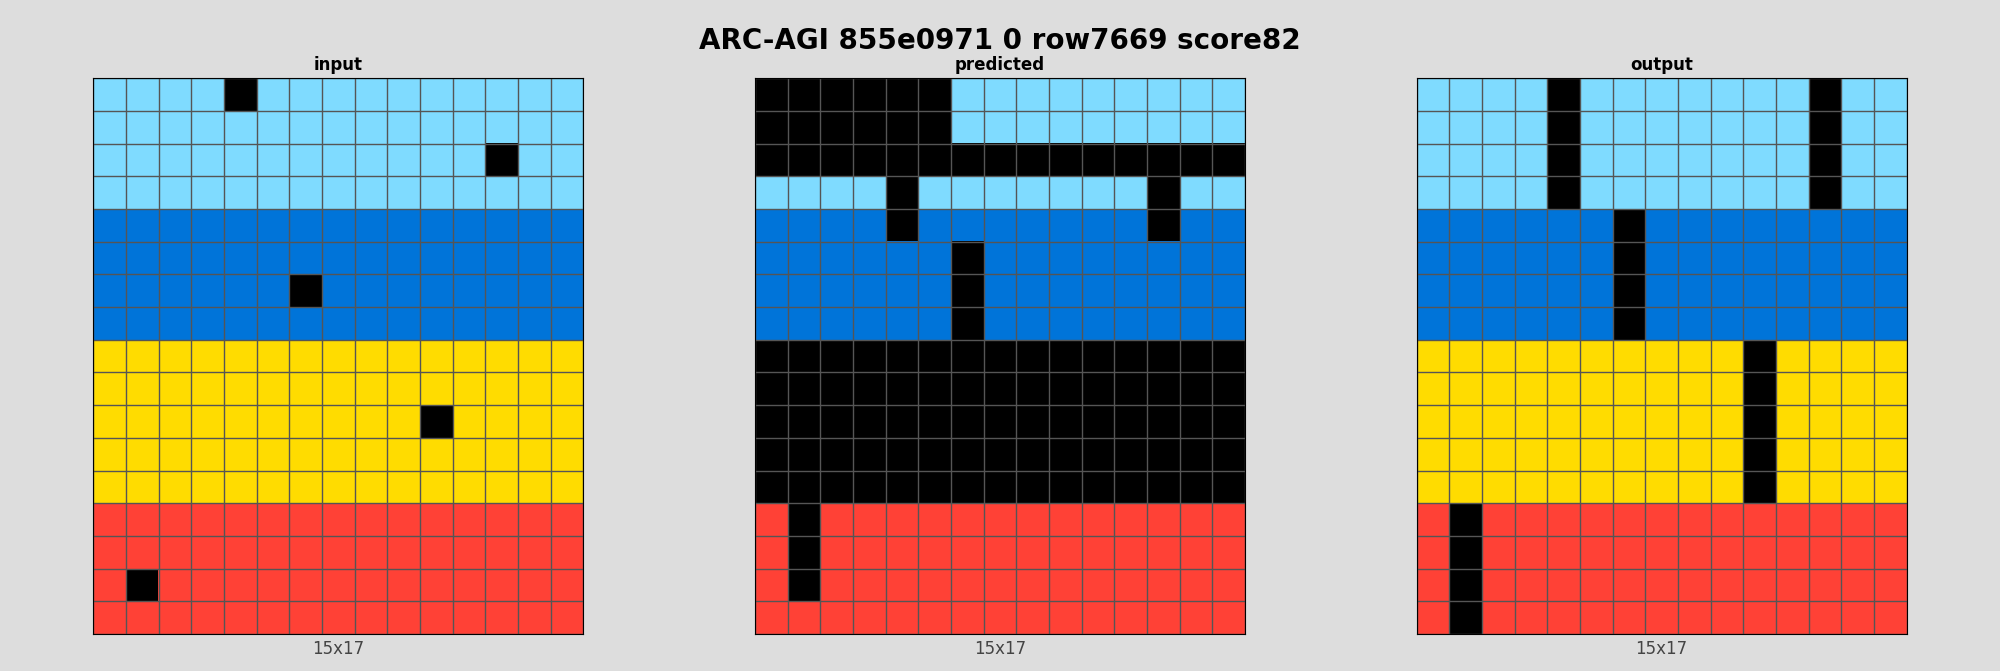 ARC-AGI 855e0971 0 row7669 score82
input
predicted
output
15x17
15x17
15x17